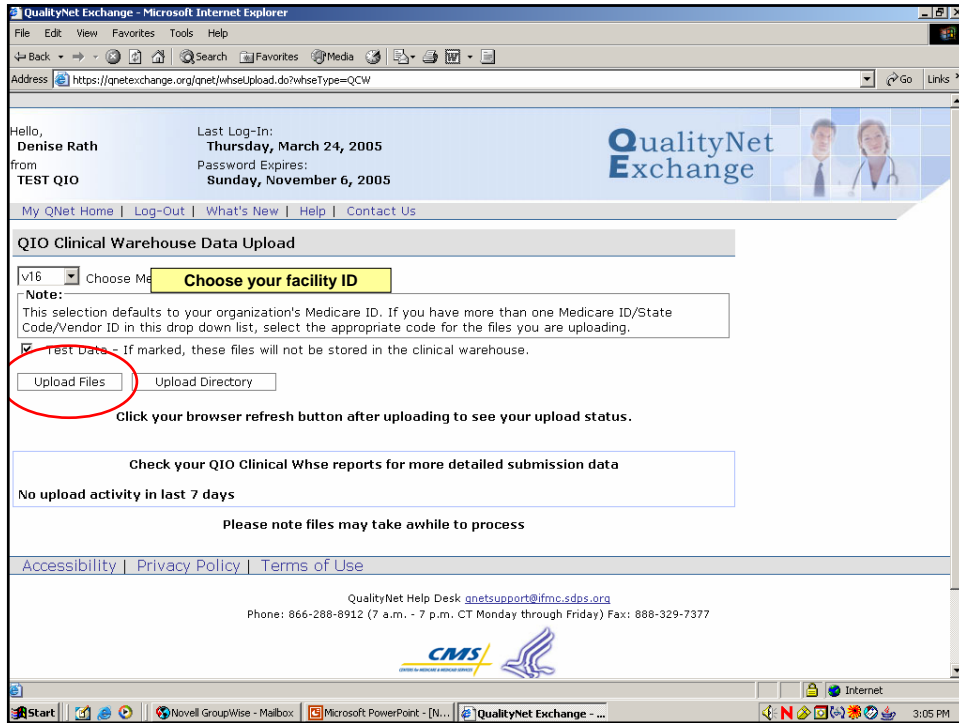 QualityNet Exchange - Microsoft Internet Explorer
File Edit View Favorites Tools Help
Back Search Favorites Media
Address https://qnetexchange.org/qnet/whseUpload.do?whseType=QCW Go Links
Hello,
Denise Rath
from
TEST QIO
Last Log-In:
Thursday, March 24, 2005
Password Expires:
Sunday, November 6, 2005
QualityNet
Exchange
My QNet Home | Log-Out | What's New | Help | Contact Us
QIO Clinical Warehouse Data Upload
v16 Choose Me
Choose your facility ID
Note:
This selection defaults to your organization's Medicare ID. If you have more than one Medicare ID/State
Code/Vendor ID in this drop down list, select the appropriate code for the files you are uploading.
Test Data - If marked, these files will not be stored in the clinical warehouse.
Upload Files Upload Directory
Click your browser refresh button after uploading to see your upload status.
Check your QIO Clinical Whse reports for more detailed submission data
No upload activity in last 7 days
Please note files may take awhile to process
Accessibility | Privacy Policy | Terms of Use
QualityNet Help Desk qnetsupport@ifmc.sdps.org
Phone: 866-288-8912 (7 a.m. - 7 p.m. CT Monday through Friday) Fax: 888-329-7377
CMS
CENTERS for MEDICARE & MEDICAID SERVICES
Internet
Start Novell GroupWise - Mailbox Microsoft PowerPoint - [N... QualityNet Exchange - ... 3:05 PM